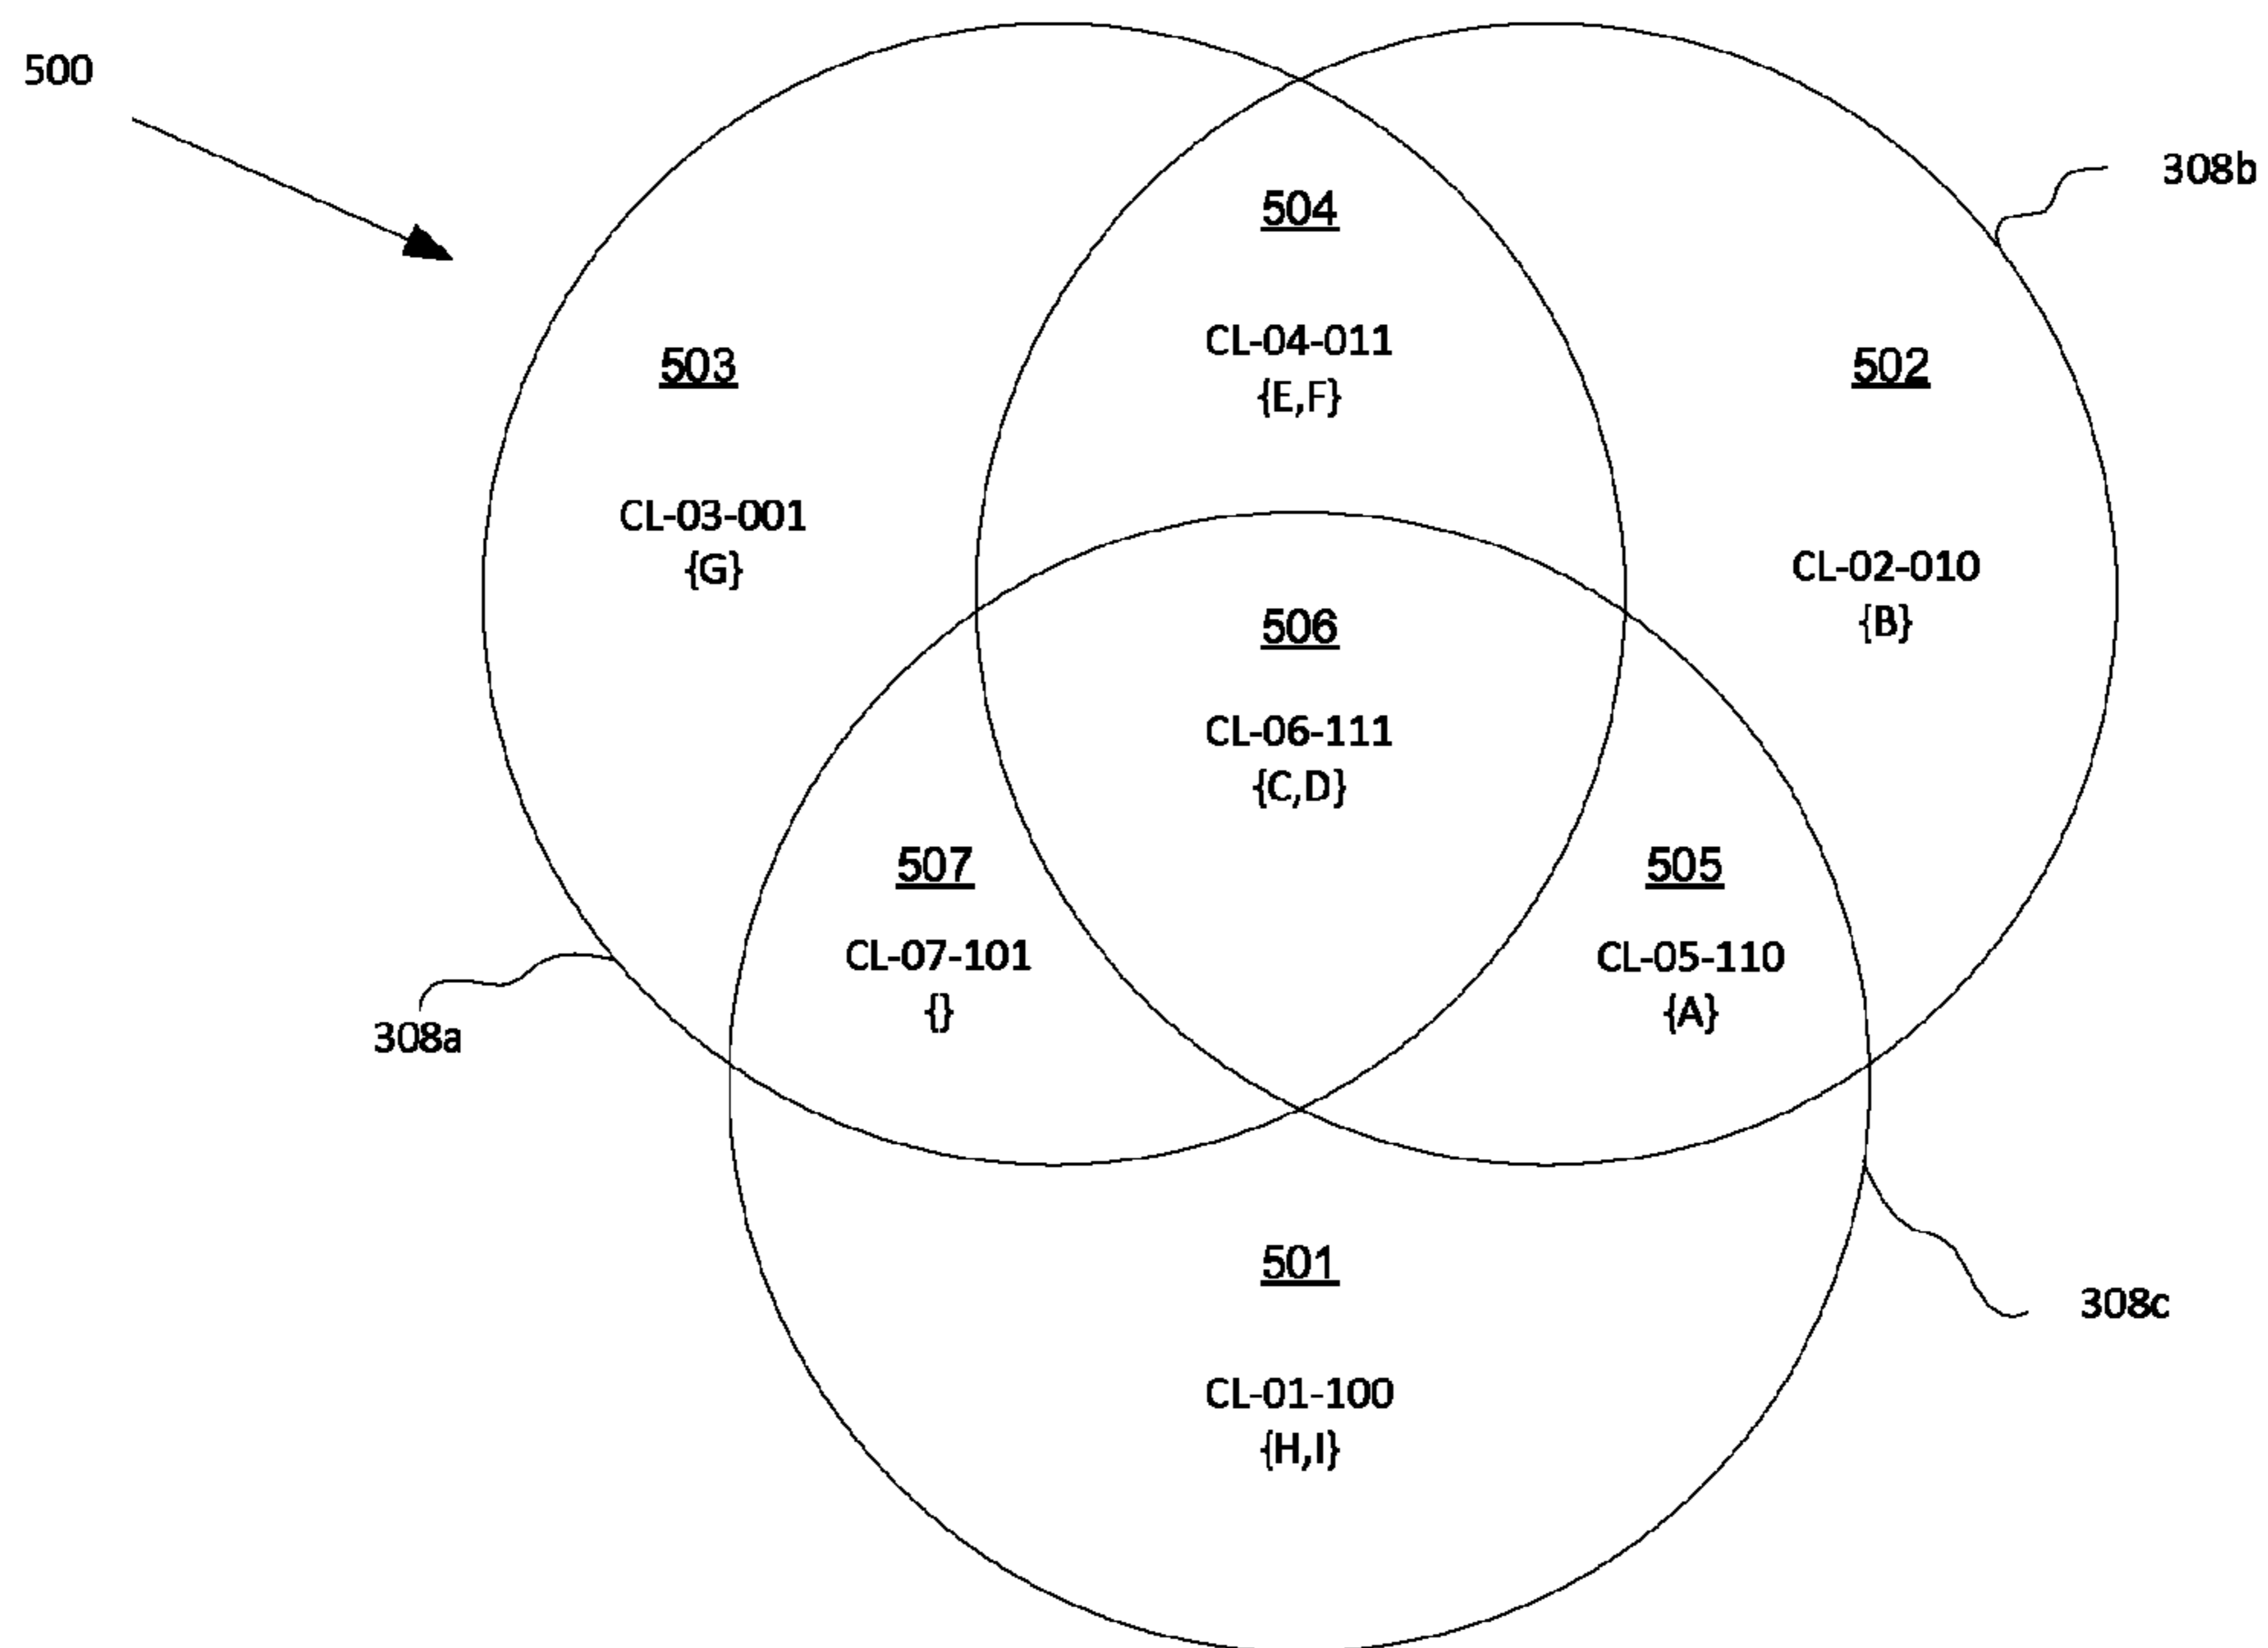 500
308b
504
CL-04-011
{E,F}
503
CL-03-001
{G}
502
CL-02-010
{B}
506
CL-06-111
{C,D}
507
CL-07-101
{}
505
CL-05-110
{A}
308a
501
CL-01-100
{H,I}
308c